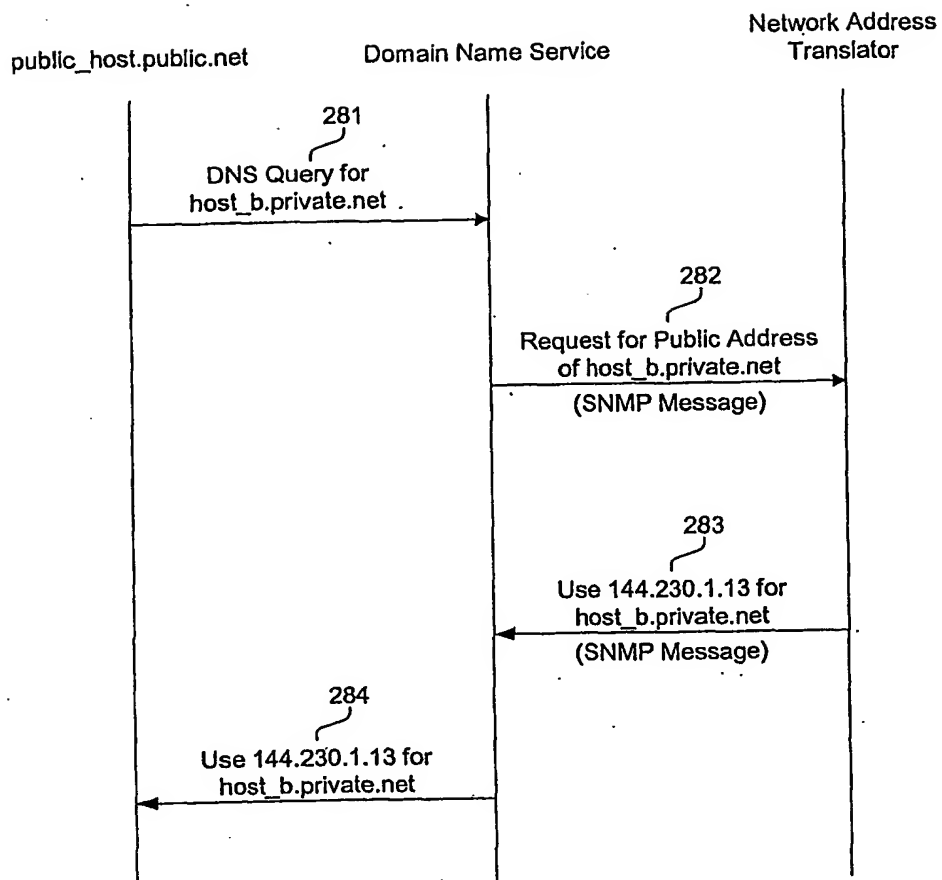 public_host.public.net
Domain Name Service
Network Address
Translator
281
DNS Query for
host_b.private.net
282
Request for Public Address
of host_b.private.net
(SNMP Message)
283
Use 144.230.1.13 for
host_b.private.net
(SNMP Message)
284
Use 144.230.1.13 for
host_b.private.net